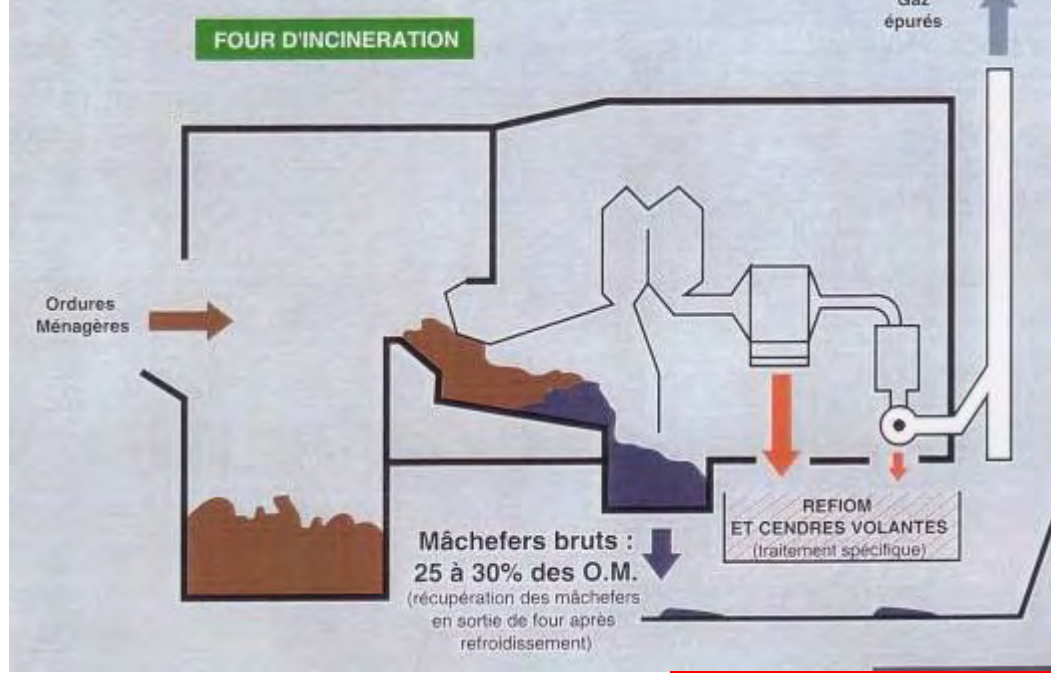 Gaz
épurés
FOUR D'INCINERATION
Ordures
Ménagères
REFIOM
ET CENDRES VOLANTES
(traitement spécifique)
Mâchefers bruts :
25 à 30% des O.M.
(récupération des mâchefers
en sortie de four après
refroidissement)